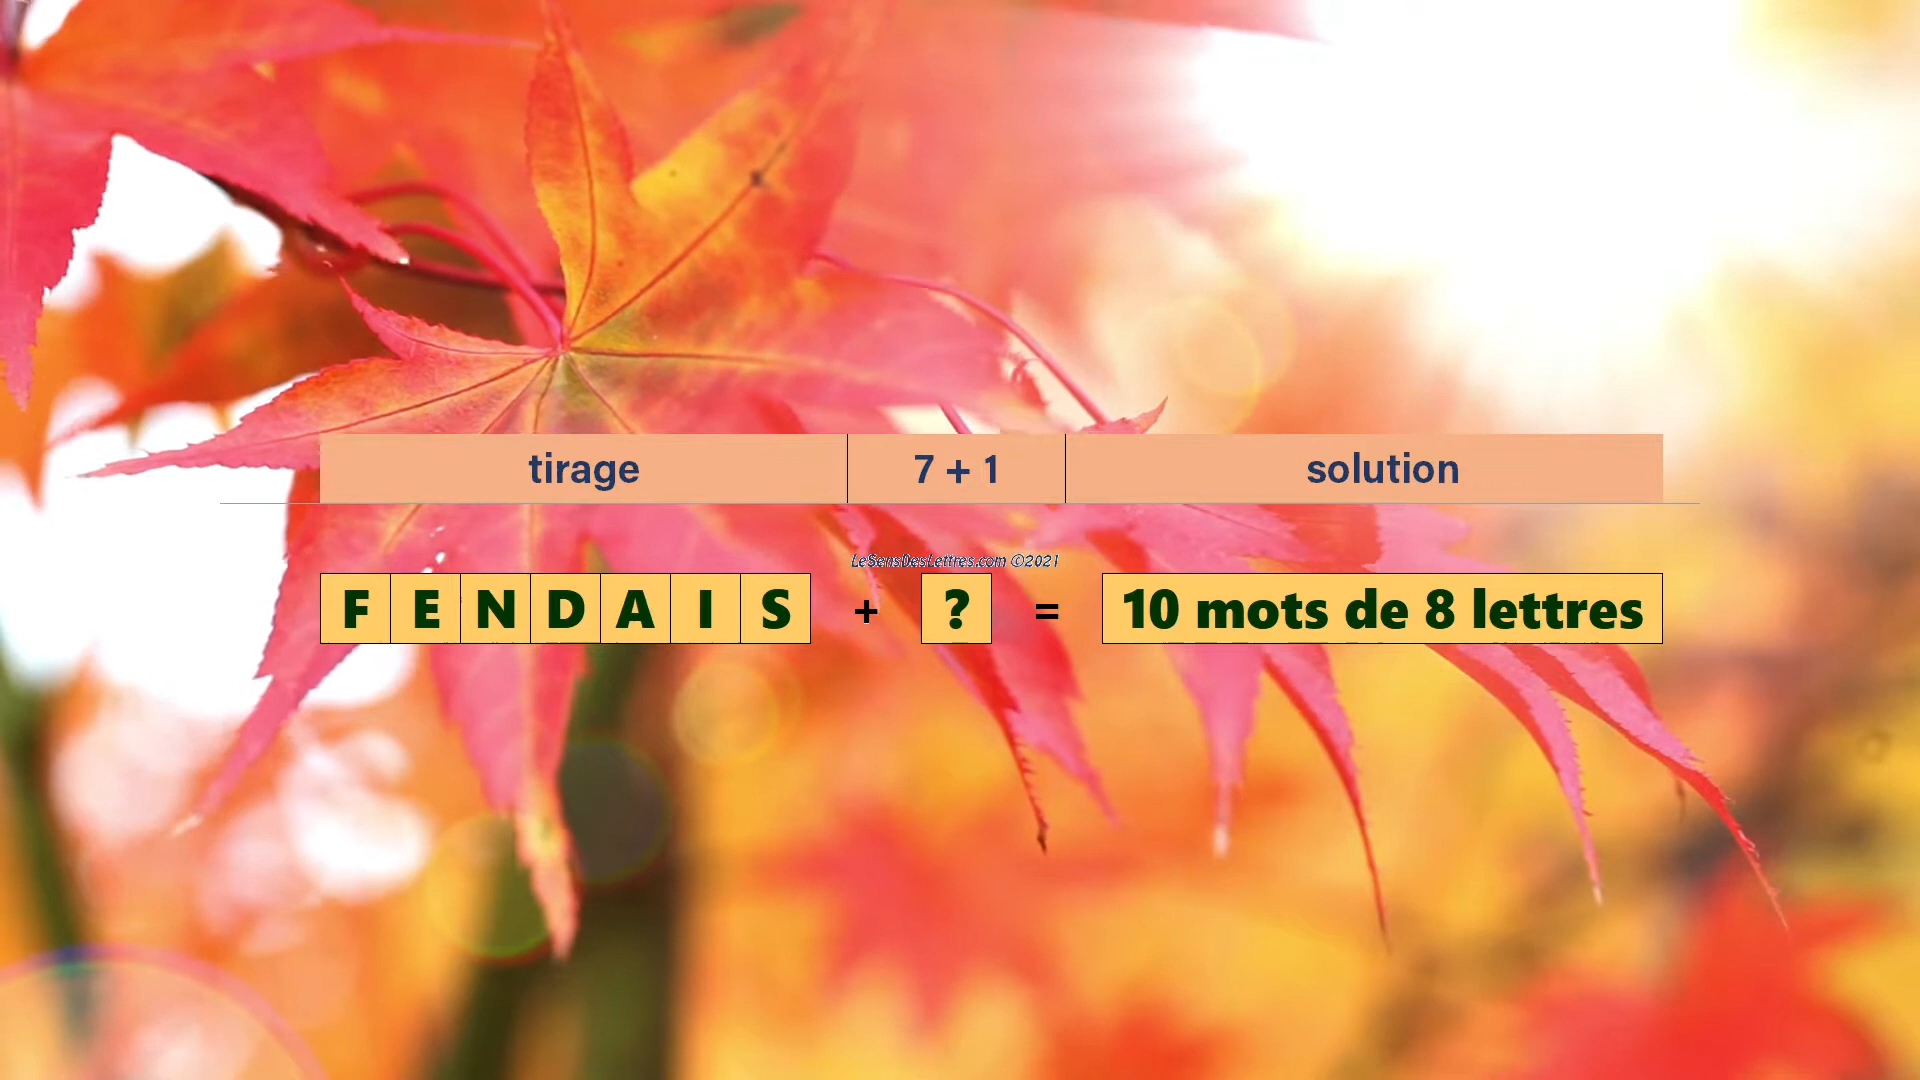 tirage 7 + 1 solution
LeSensDesLettres.com ©2021
F E N D A I S + ? = 10 mots de 8 lettres